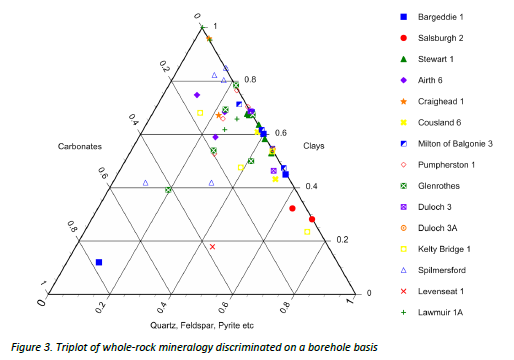 0
1
0.2
0.8
0.4
0.6
Carbonates
Clays
0.6
0.4
0.8
0.2
1
0
0
0.2
0.4
0.6
0.8
1
Quartz, Feldspar, Pyrite etc
Bargeddie 1
Salsburgh 2
Stewart 1
Airth 6
Craighead 1
Cousland 6
Milton of Balgonie 3
Pumpherston 1
Glenrothes
Duloch 3
Duloch 3A
Kelty Bridge 1
Spilmersford
Levenseat 1
Lawmuir 1A
Figure 3. Triplot of whole-rock mineralogy discriminated on a borehole basis